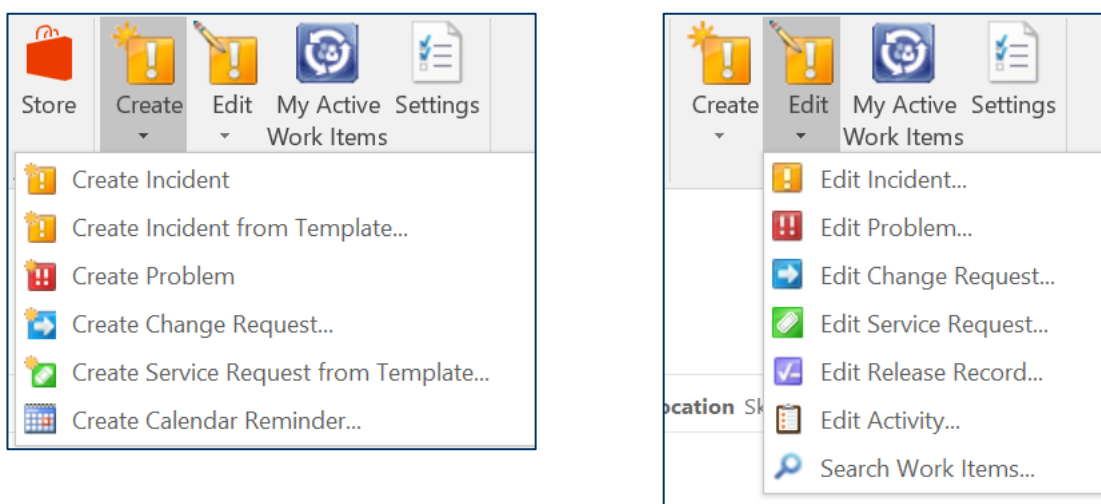 Store
Create
Edit
My Active
Work Items
Settings
Create Incident
Create Incident from Template...
Create Problem
Create Change Request...
Create Service Request from Template...
Create Calendar Reminder...
Create
Edit
My Active
Work Items
Settings
Edit Incident...
Edit Problem...
Edit Change Request...
Edit Service Request...
Edit Release Record...
Edit Activity...
Search Work Items...